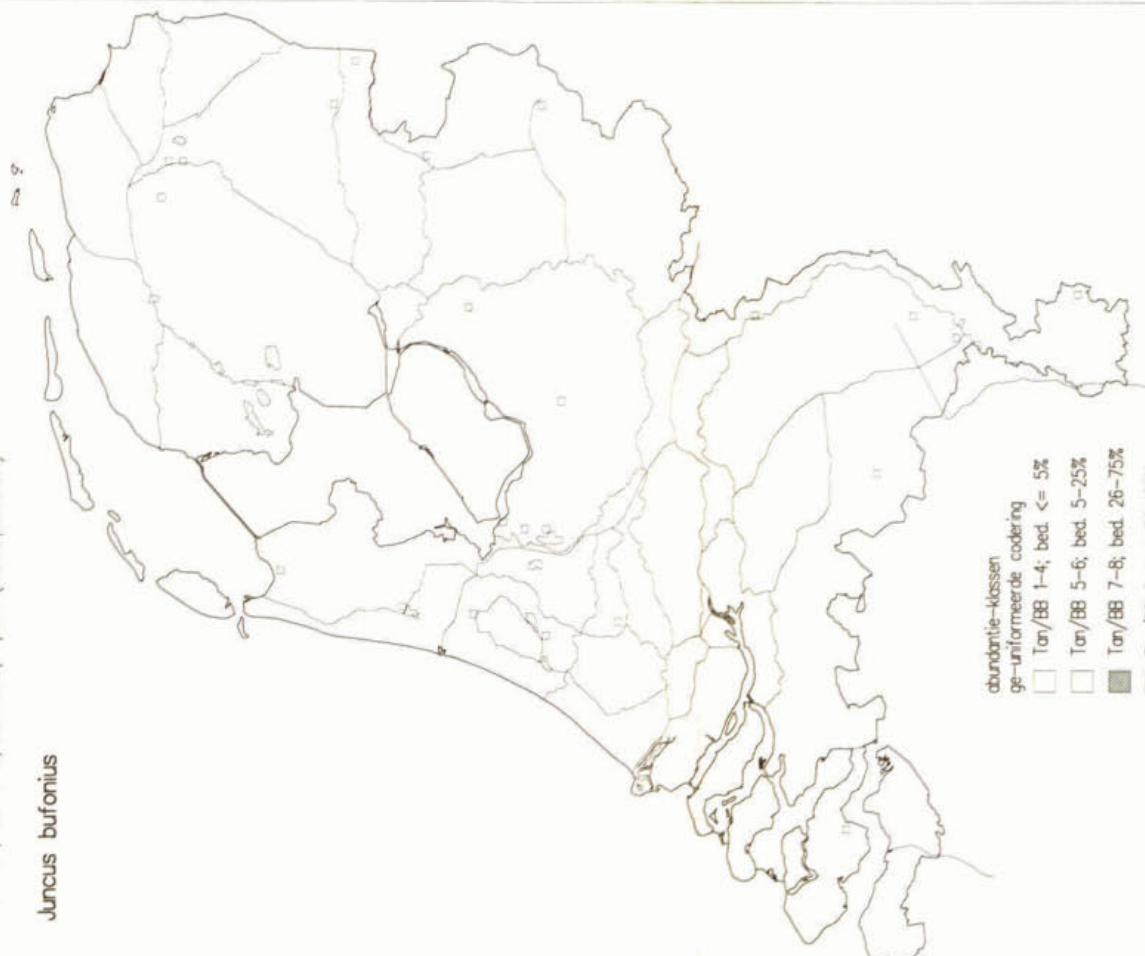 Juncus bufonius
abundantie-klassen
ge-uniformeerde codering
Tan/BB 1-4; bed. <= 5%
Tan/BB 5-6; bed. 5-25%
Tan/BB 7-8; bed. 26-75%